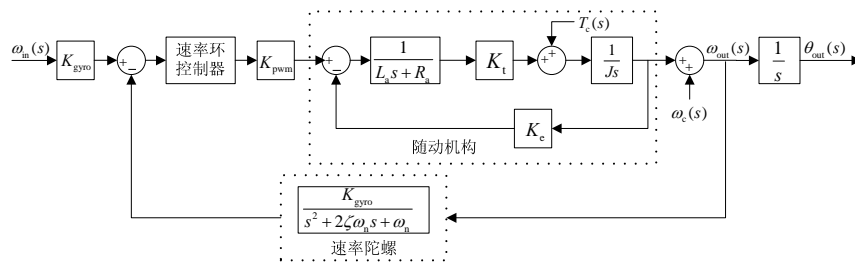 T_c(s)
ω_in(s)
K_gyro
+
−
速率环
控制器
K_pwm
+
−
1
L_a s + R_a
K_t
+
+
1
Js
+
+
ω_out(s)
1
s
θ_out(s)
ω_c(s)
K_e
随动机构
K_gyro
s² + 2ζω_n s + ω_n
速率陀螺